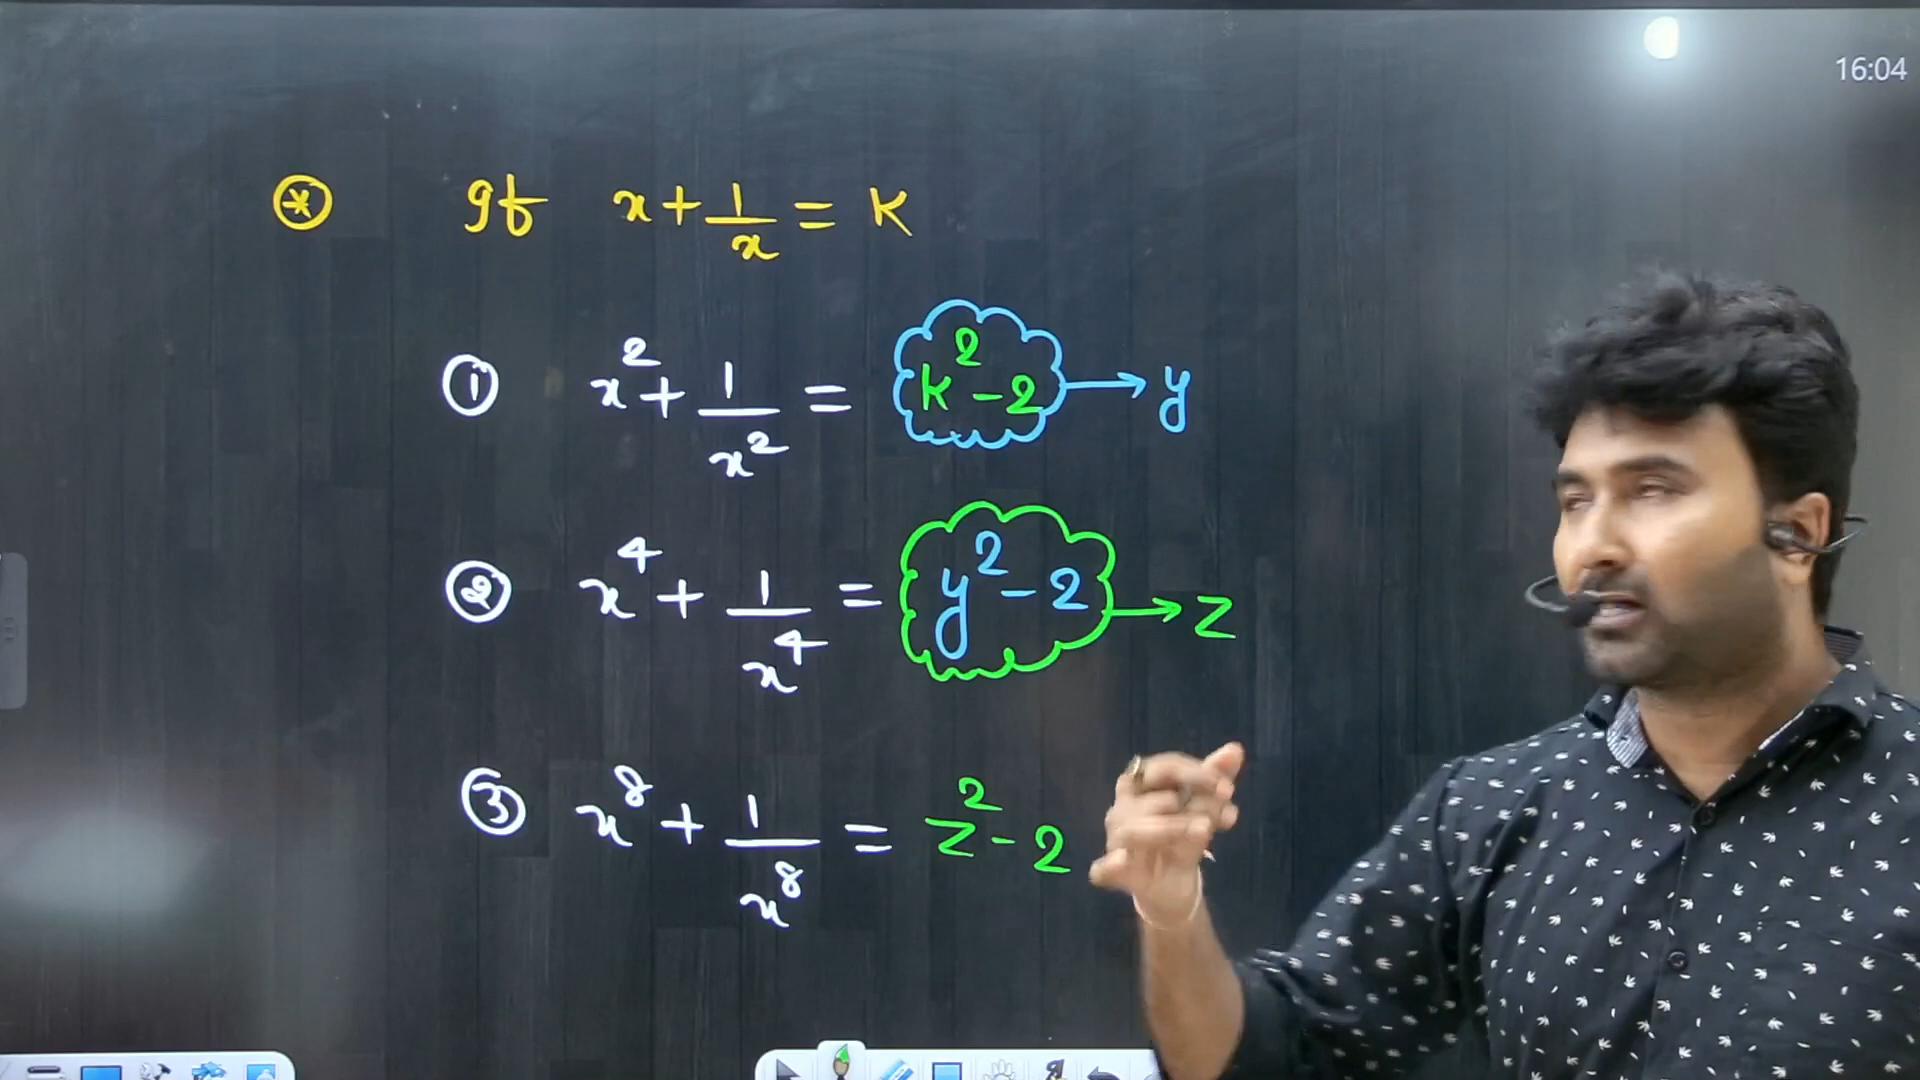 16:04
* If x + 1/x = K
① x² + 1/x² = k² - 2 → y
② x⁴ + 1/x⁴ = y² - 2 → z
③ x⁸ + 1/x⁸ = z² - 2